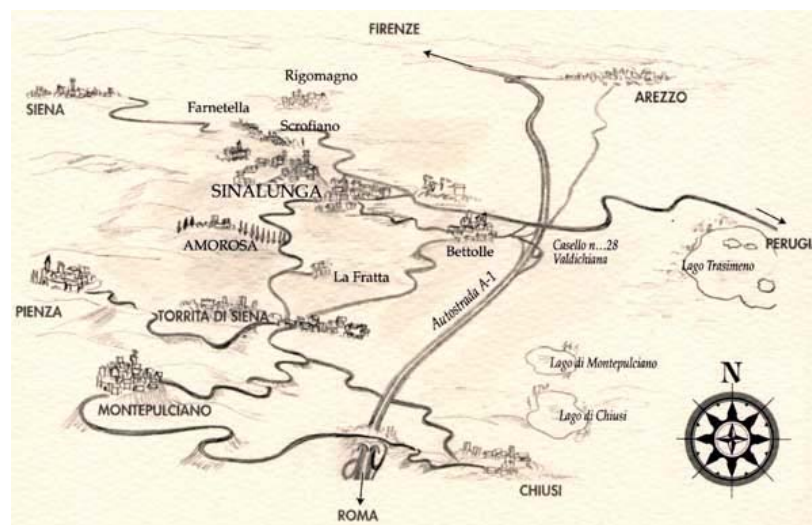 FIRENZE
Rigomagno
SIENA
AREZZO
Farnetella
Scrofiano
SINALUNGA
AMOROSA
Bettolle
Casello n...28
Valdichiana
PERUGI
Lago Trasimeno
La Fratta
PIENZA
TORRITA DI SIENA
Autostrada A-1
Lago di Montepulciano
N
MONTEPULCIANO
Lago di Chiusi
CHIUSI
ROMA